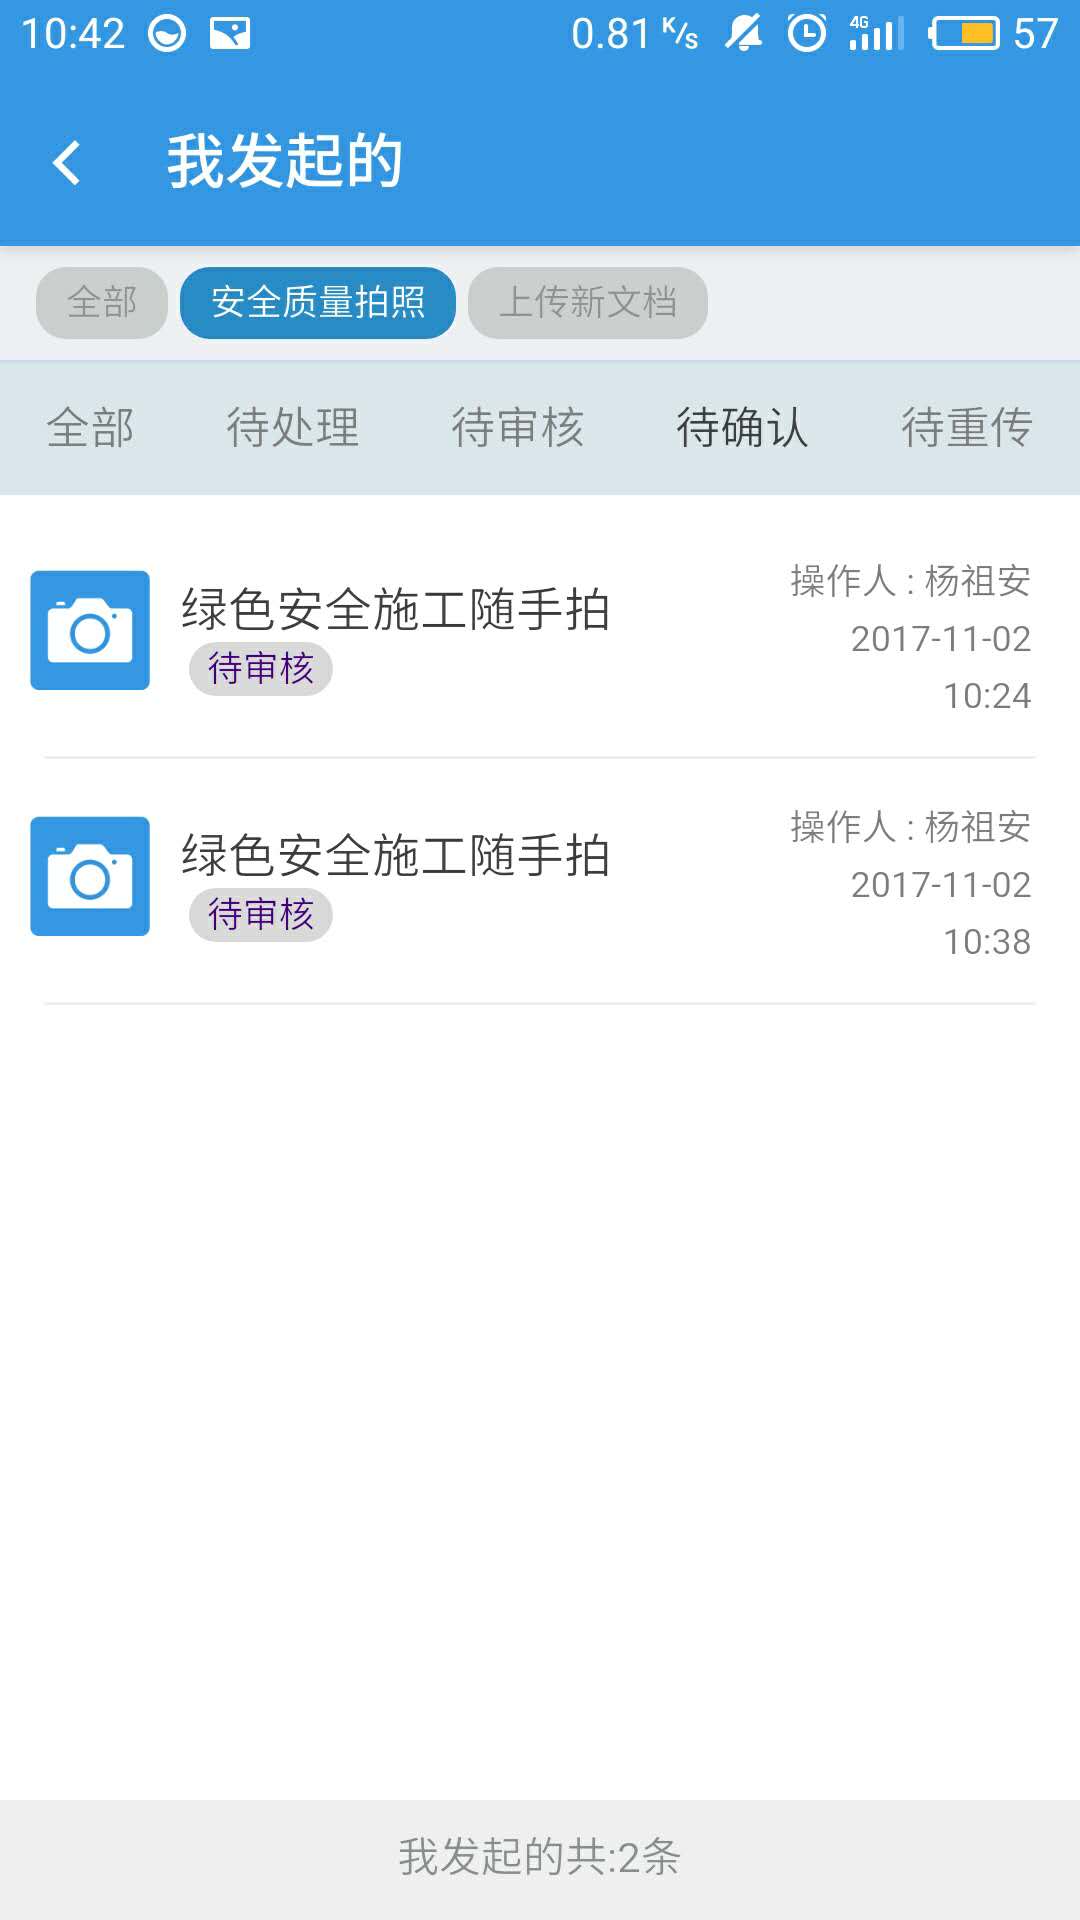 10:42 0.81 K/s 4G 57
我发起的
全部 安全质量拍照 上传新文档
全部 待处理 待审核 待确认 待重传
绿色安全施工随手拍
待审核
操作人 : 杨祖安
2017-11-02
10:24
绿色安全施工随手拍
待审核
操作人 : 杨祖安
2017-11-02
10:38
我发起的共:2条